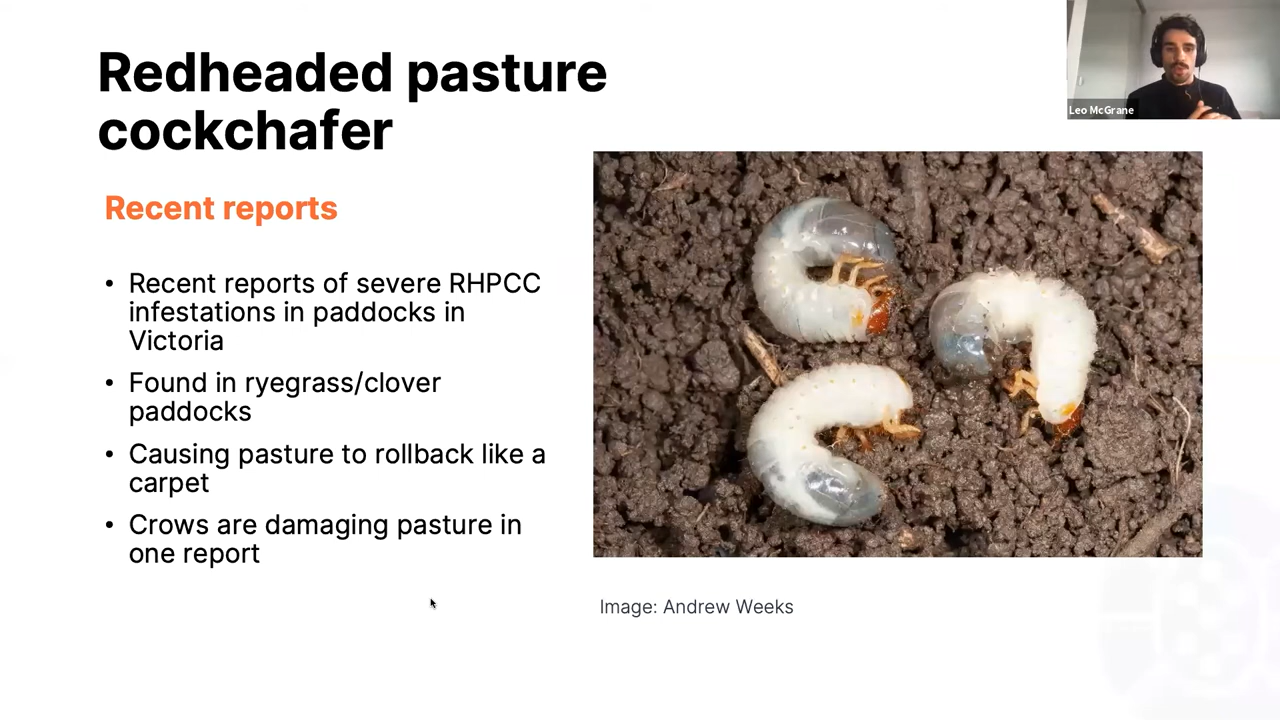 Redheaded pasture
cockchafer
Leo McGrane
Recent reports
• Recent reports of severe RHPCC
infestations in paddocks in
Victoria
• Found in ryegrass/clover
paddocks
• Causing pasture to rollback like a
carpet
• Crows are damaging pasture in
one report
Image: Andrew Weeks